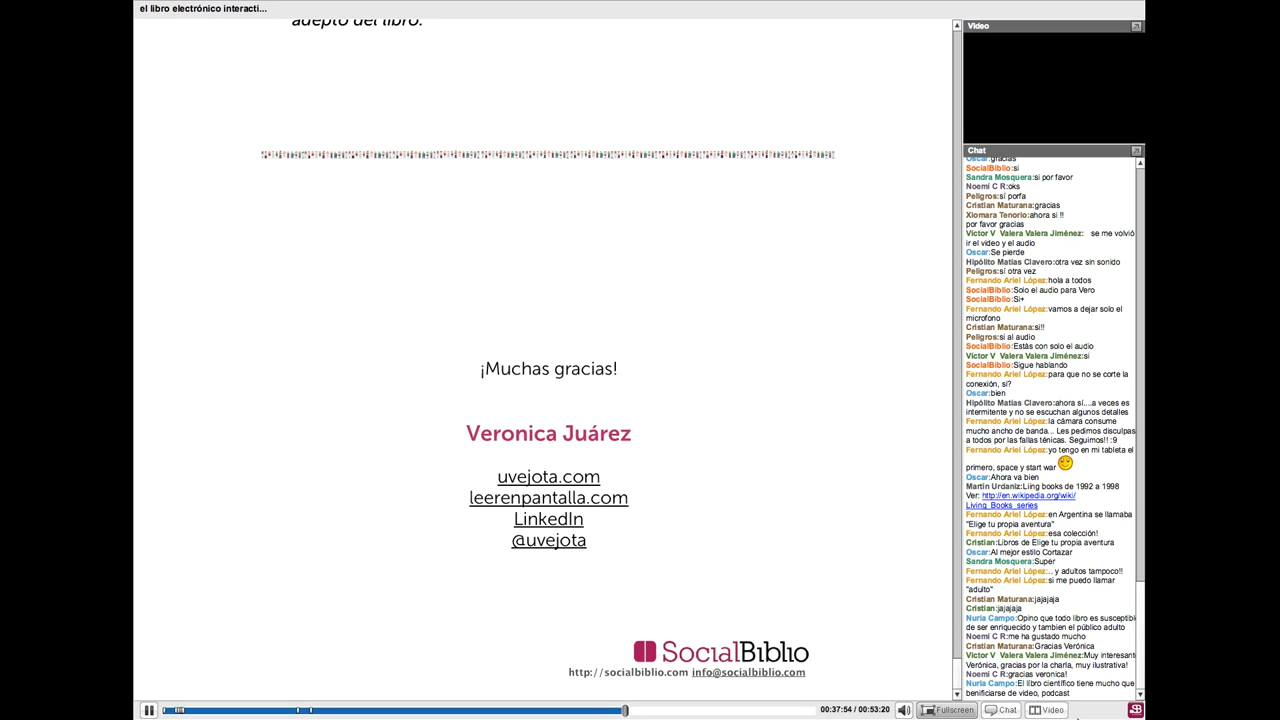 el libro electrónico interacti...
adepto del libro.
¡Muchas gracias!
Veronica Juárez
uvejota.com
leerenpantalla.com
LinkedIn
@uvejota
SocialBiblio
http://socialbiblio.com info@socialbiblio.com
Video
Chat
Oscar:gracias
SocialBiblio:si
Sandra Mosquera:si por favor
Noemí C R:oks
Peligros:sí porfa
Cristian Maturana:gracias
Xiomara Tenorio:ahora si !!
por favor gracias
Víctor V Valera Valera Jiménez: se me volvió
ir el video y el audio
Oscar:Se pierde
Hipólito Matías Clavero:otra vez sin sonido
Peligros:sí otra vez
Fernando Ariel López:hola a todos
SocialBiblio:Solo el audio para Vero
SocialBiblio:Si+
Fernando Ariel López:vamos a dejar solo el
microfono
Cristian Maturana:si!!
Peligros:si al audio
SocialBiblio:Estàs con solo el audio
Víctor V Valera Valera Jiménez:si
SocialBiblio:Sigue hablando
Fernando Ariel López:para que no se corte la
conexión, si?
Oscar:bien
Hipólito Matías Clavero:ahora sí....a veces es
intermitente y no se escuchan algunos detalles
Fernando Ariel López:la cámara consume
mucho ancho de banda... Les pedimos disculpas
a todos por las fallas ténicas. Seguimos!! :9
Fernando Ariel López:yo tengo en mi tableta el
primero, space y start war
Oscar:Ahora va bien
Martin Urdaniz:Liing books de 1992 a 1998
Ver: http://en.wikipedia.org/wiki/
Living_Books_series
Fernando Ariel López:en Argentina se llamaba
"Elige tu propia aventura"
Fernando Ariel López:esa colección!
Cristian:Libros de Elige tu propia aventura
Oscar:Al mejor estilo Cortazar
Sandra Mosquera:Super
Fernando Ariel López:.. y adultos tampoco!!
Fernando Ariel López:si me puedo llamar
"adulto"
Cristian Maturana:jajajaja
Cristian:jajajaja
Nuria Campo:Opino que todo libro es susceptib
de ser enriquecido y tambien el público adulto
Noemí C R:me ha gustado mucho
Cristian Maturana:Gracias Verónica
Víctor V Valera Valera Jiménez:Muy interesant
Verónica, gracias por la charla, muy ilustrativa!
Noemí C R:gracias veronica!
Nuria Campo:El libro científico tiene mucho que
benificiarse de video, podcast
00:37:54 / 00:53:20
Fullscreen
Chat
Video
SB